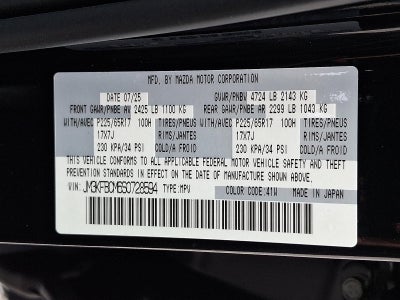 MFD. BY MAZDA MOTOR CORPORATION
DATE 07/25 GVWR/PNBV 4724 LB 2143 KG
FRONT GAWR/PNBE AV 2425 LB 1100 KG REAR GAWR/PNBE AR 2299 LB 1043 KG
WITH/AVEC P225/65R17 100H TIRES/PNEU WITH/AVEC P225/65R17 100H TIRES/PNEU
17X7J RIMS/JANTES 17X7J RIMS/JANTES
230 KPA/34 PSI COLD/A FROID 230 KPA/34 PSI COLD/A FROID
THIS VEHICLE CONFORMS TO ALL APPLICABLE FEDERAL MOTOR VEHICLE SAFETY,
BUMPER, AND THEFT PREVENTION STANDARDS IN EFFECT
ON THE DATE OF MANUFACTURE SHOWN ABOVE.
VIN: JM3KFBCM6S0728594 TYPE:MPV COLOR CODE:41W MADE IN JAPAN